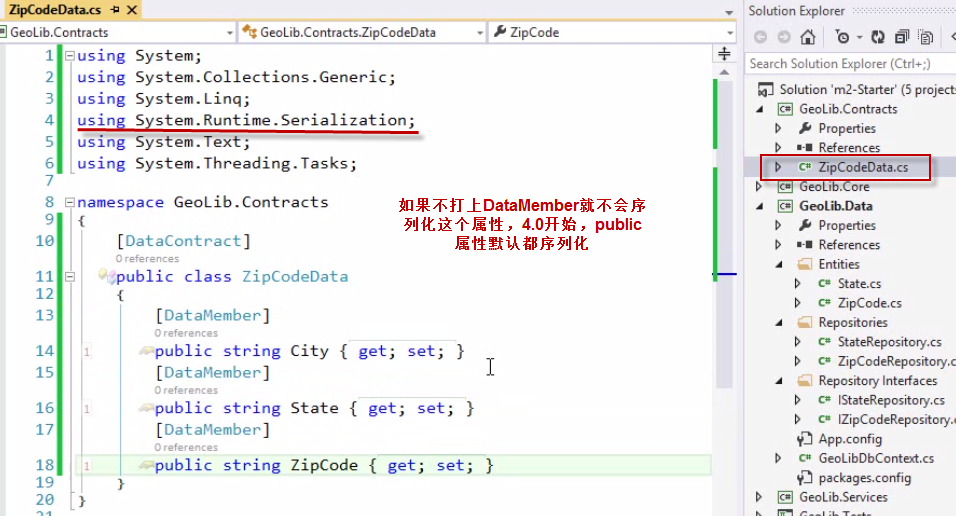 ZipCodeData.cs
GeoLib.Contracts
GeoLib.Contracts.ZipCodeData
ZipCode
1 using System;
2 using System.Collections.Generic;
3 using System.Linq;
4 using System.Runtime.Serialization;
5 using System.Text;
6 using System.Threading.Tasks;
7
8 namespace GeoLib.Contracts
9 {
10 [DataContract]
0 references
11 public class ZipCodeData
12 {
13 [DataMember]
0 references
14 1 public string City { get; set; }
15 [DataMember]
0 references
16 1 public string State { get; set; }
17 [DataMember]
0 references
18 1 public string ZipCode { get; set; }
19 }
20 }
如果不打上DataMember就不会序
列化这个属性，4.0开始，public
属性默认都序列化
Solution Explorer
Search Solution Explorer (Ctrl+;)
Solution 'm2-Starter' (5 projects
GeoLib.Contracts
Properties
References
ZipCodeData.cs
GeoLib.Core
GeoLib.Data
Properties
References
Entities
State.cs
ZipCode.cs
Repositories
StateRepository.cs
ZipCodeRepository.c
Repository Interfaces
IStateRepository.cs
IZipCodeRepository.
App.config
GeoLibDbContext.cs
packages.config
GeoLib.Services
GeoLib.Tests